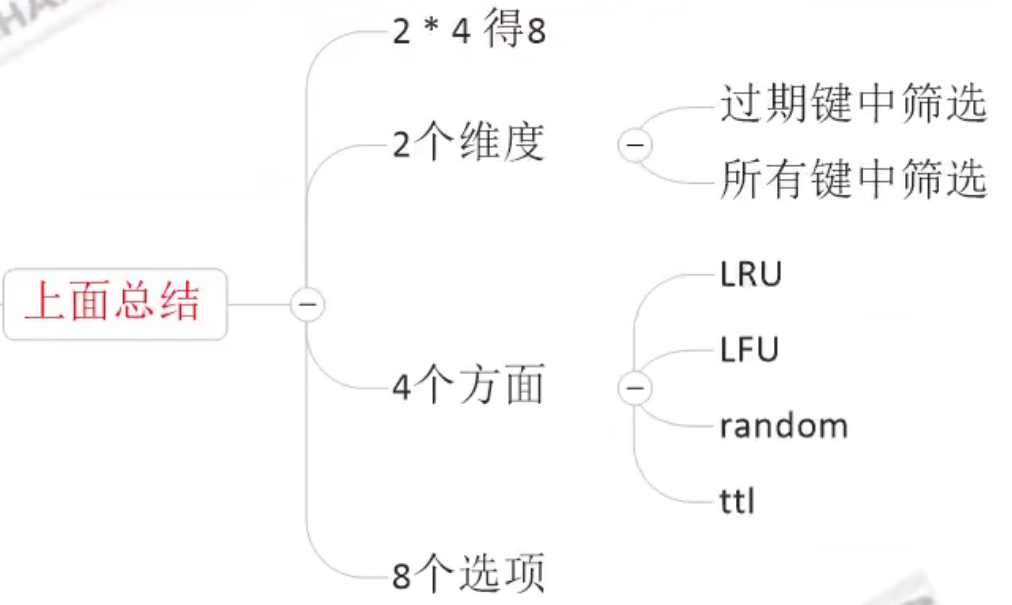 2 * 4 得8
2个维度
过期键中筛选
所有键中筛选
上面总结
4个方面
LRU
LFU
random
ttl
8个选项